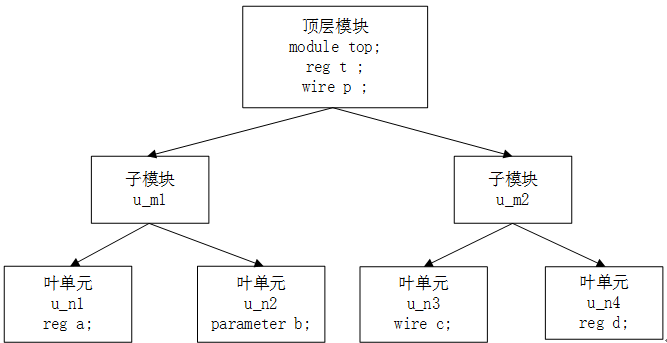 顶层模块
module top;
reg t ;
wire p ;
子模块
u_m1
子模块
u_m2
叶单元
u_n1
reg a;
叶单元
u_n2
parameter b;
叶单元
u_n3
wire c;
叶单元
u_n4
reg d;